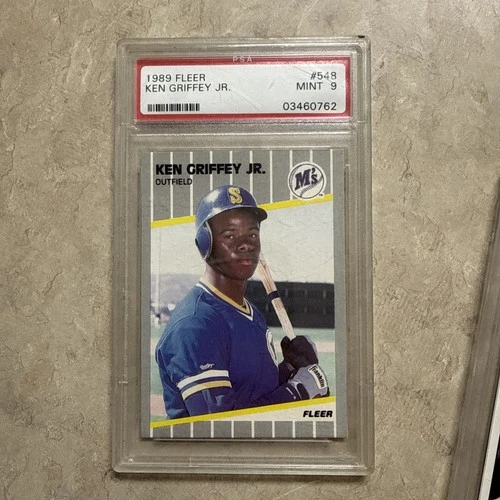 PSA
1989 FLEER #548
KEN GRIFFEY JR. MINT 9
03460762
KEN GRIFFEY JR.
OUTFIELD
M's
S
FLEER